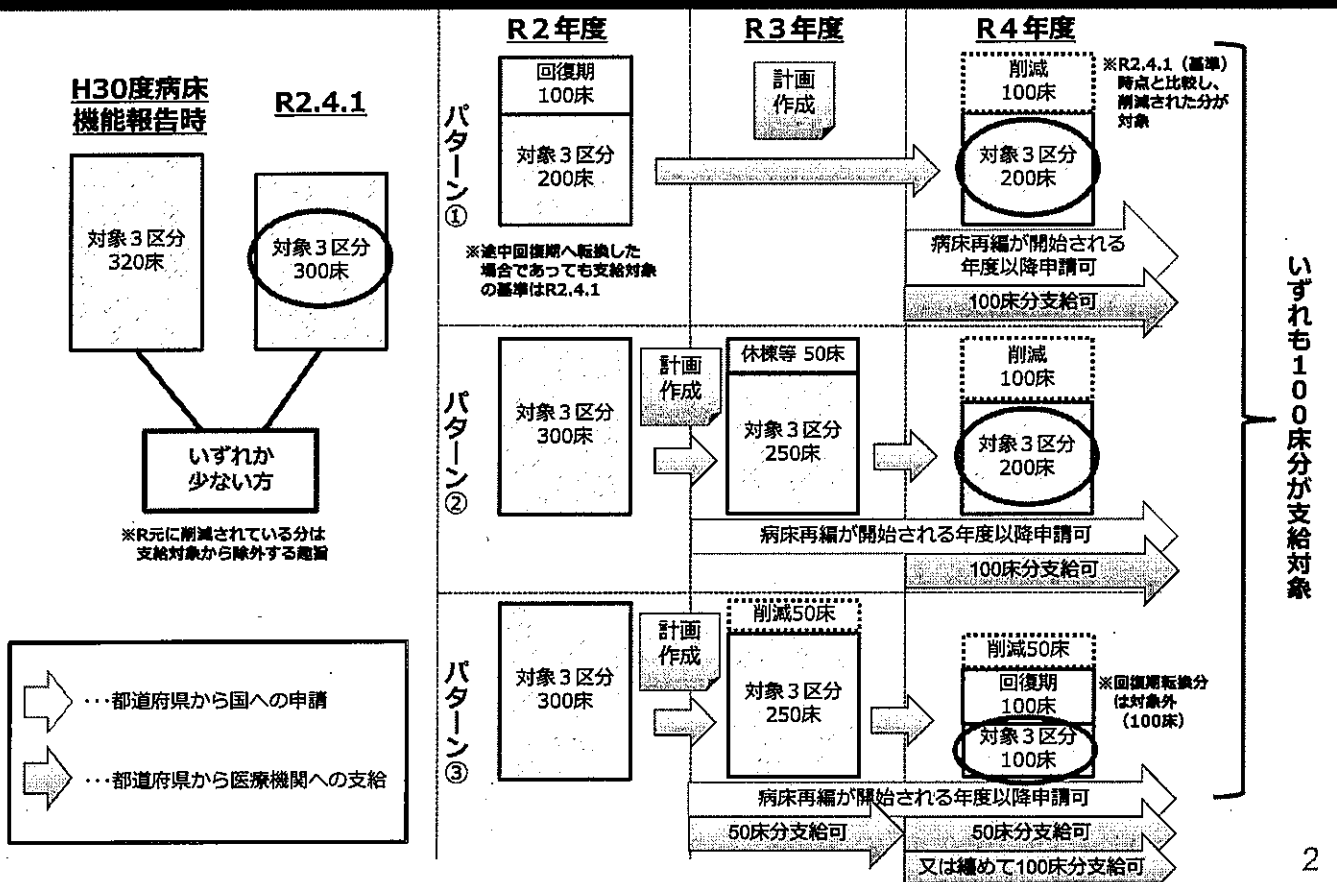 H30度病床
機能報告時
R2.4.1
対象3区分
320床
対象3区分
300床
いずれか
少ない方
※R元に削減されている分は
支給対象から除外する趣旨
…都道府県から国への申請
…都道府県から医療機関への支給
R2年度
R3年度
R4年度
パターン①
回復期
100床
対象3区分
200床
※途中回復期へ転換した
場合であっても支給対象
の基準はR2.4.1
計画
作成
削減
100床
対象3区分
200床
※R2.4.1（基準）
時点と比較し、
削減された分が
対象
病床再編が開始される
年度以降申請可
100床分支給可
パターン②
対象3区分
300床
計画
作成
休棟等 50床
対象3区分
250床
削減
100床
対象3区分
200床
病床再編が開始される年度以降申請可
100床分支給可
パターン③
対象3区分
300床
計画
作成
削減50床
対象3区分
250床
削減50床
回復期
100床
対象3区分
100床
※回復期転換分
は対象外
（100床）
病床再編が開始される年度以降申請可
50床分支給可
50床分支給可
又は纏めて100床分支給可
いずれも100床分が支給対象
2